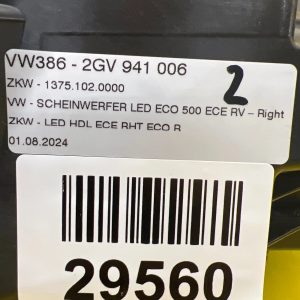 VW386 - 2GV 941 006
2
ZKW - 1375.102.0000
VW - SCHEINWERFER LED ECO 500 ECE RV – Right
ZKW - LED HDL ECE RHT ECO R
01.08.2024
29560